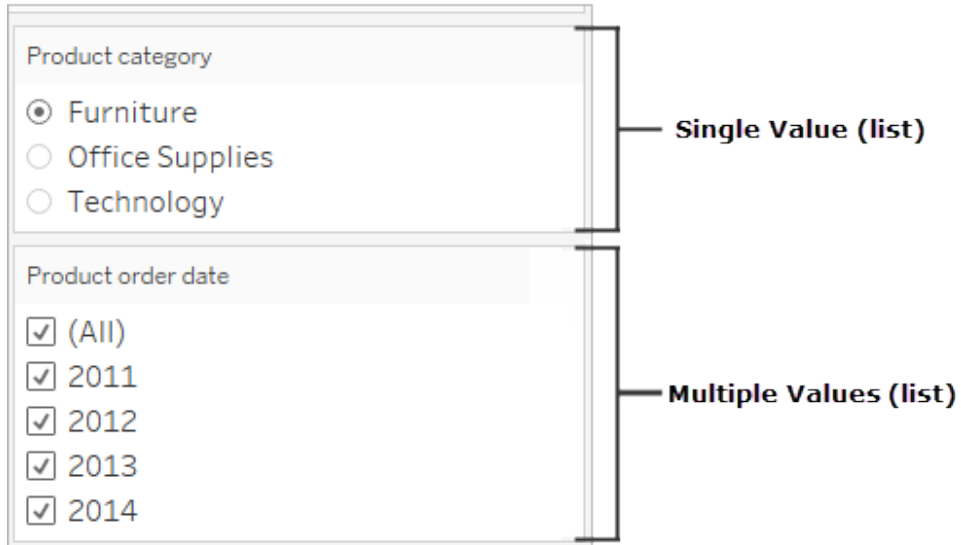 Product category
Furniture
Office Supplies
Technology
Single Value (list)
Product order date
(All)
2011
2012
2013
2014
Multiple Values (list)